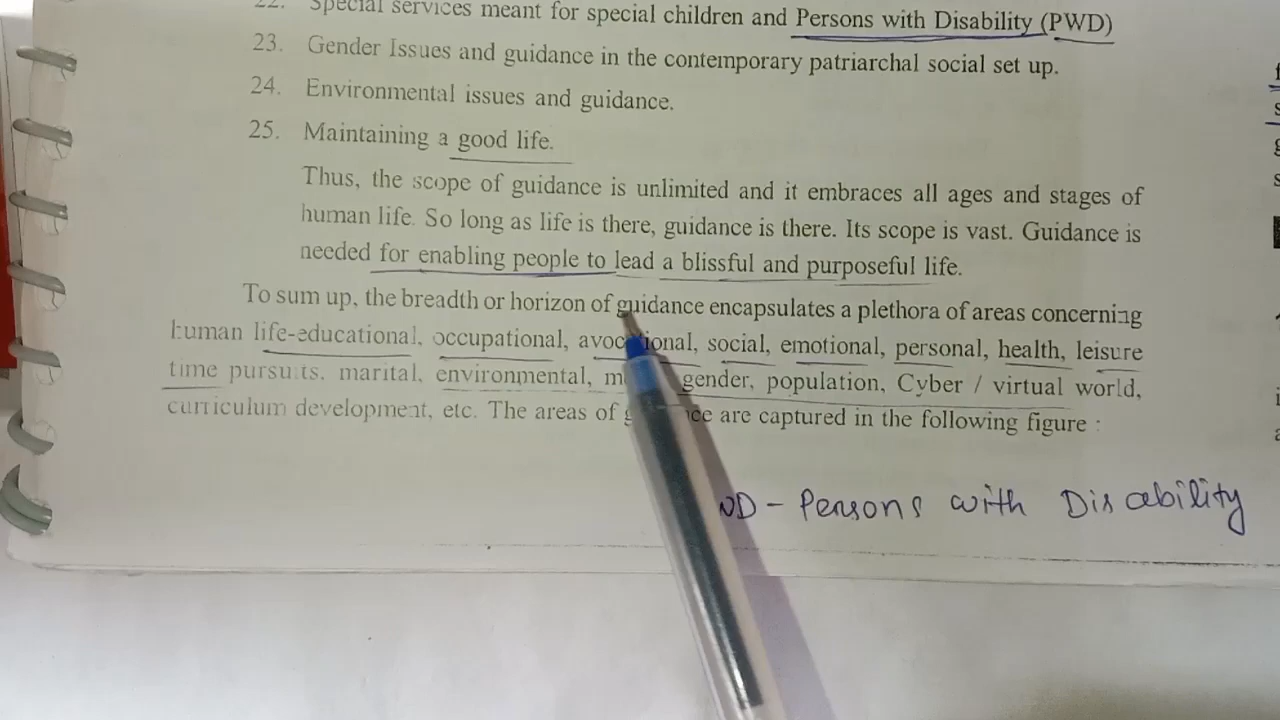 22. Special services meant for special children and Persons with Disability (PWD)
23. Gender Issues and guidance in the contemporary patriarchal social set up.
24. Environmental issues and guidance.
25. Maintaining a good life.
Thus, the scope of guidance is unlimited and it embraces all ages and stages of
human life. So long as life is there, guidance is there. Its scope is vast. Guidance is
needed for enabling people to lead a blissful and purposeful life.
To sum up, the breadth or horizon of guidance encapsulates a plethora of areas concerning
human life-educational, occupational, avocational, social, emotional, personal, health, leisure
time pursuits. marital, environmental, gender, population, Cyber / virtual world,
curriculum development, etc. The areas of guidance are captured in the following figure :
WD - Persons with Disability